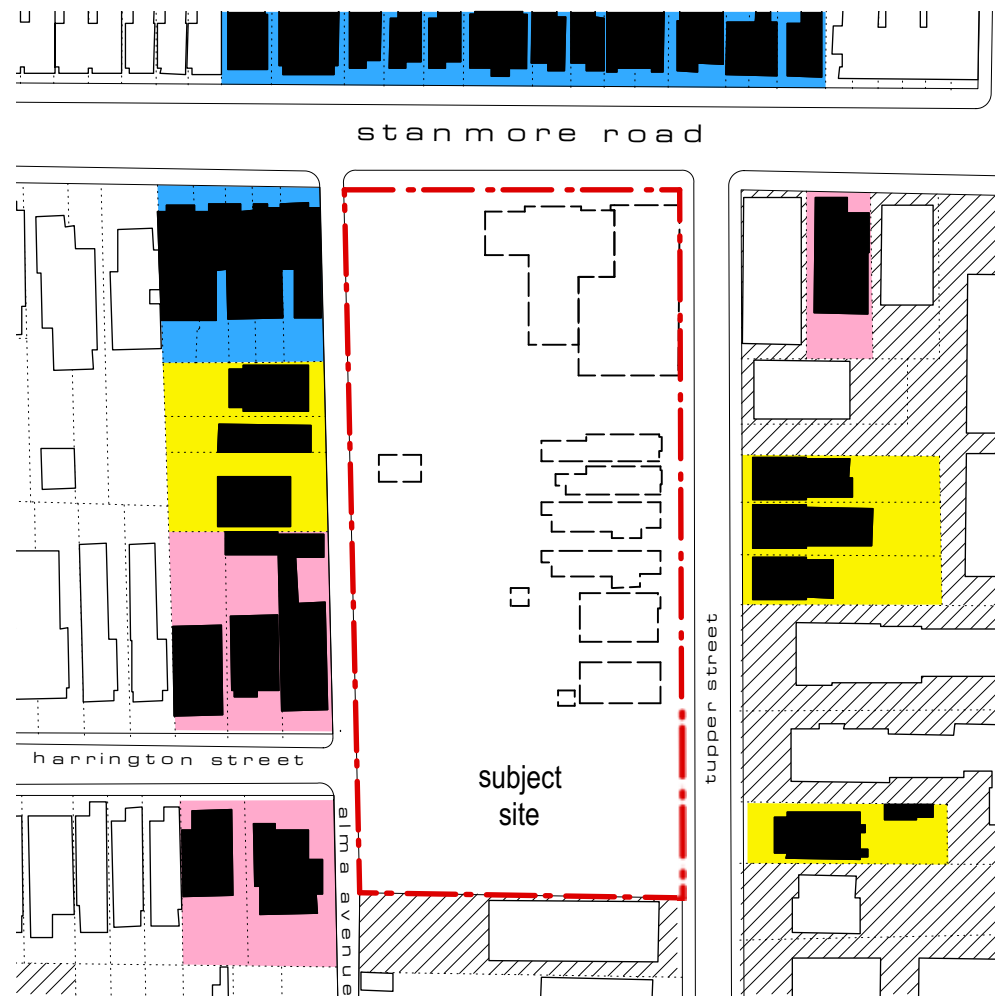 stanmore road
tupper street
harrington street
subject
site
alma avenue